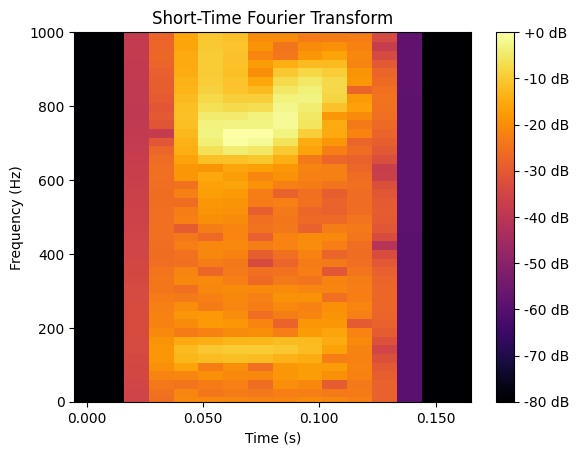 Short-Time Fourier Transform
1000
800
600
400
200
0
Frequency (Hz)
0.000
0.050
0.100
0.150
Time (s)
+0 dB
-10 dB
-20 dB
-30 dB
-40 dB
-50 dB
-60 dB
-70 dB
-80 dB